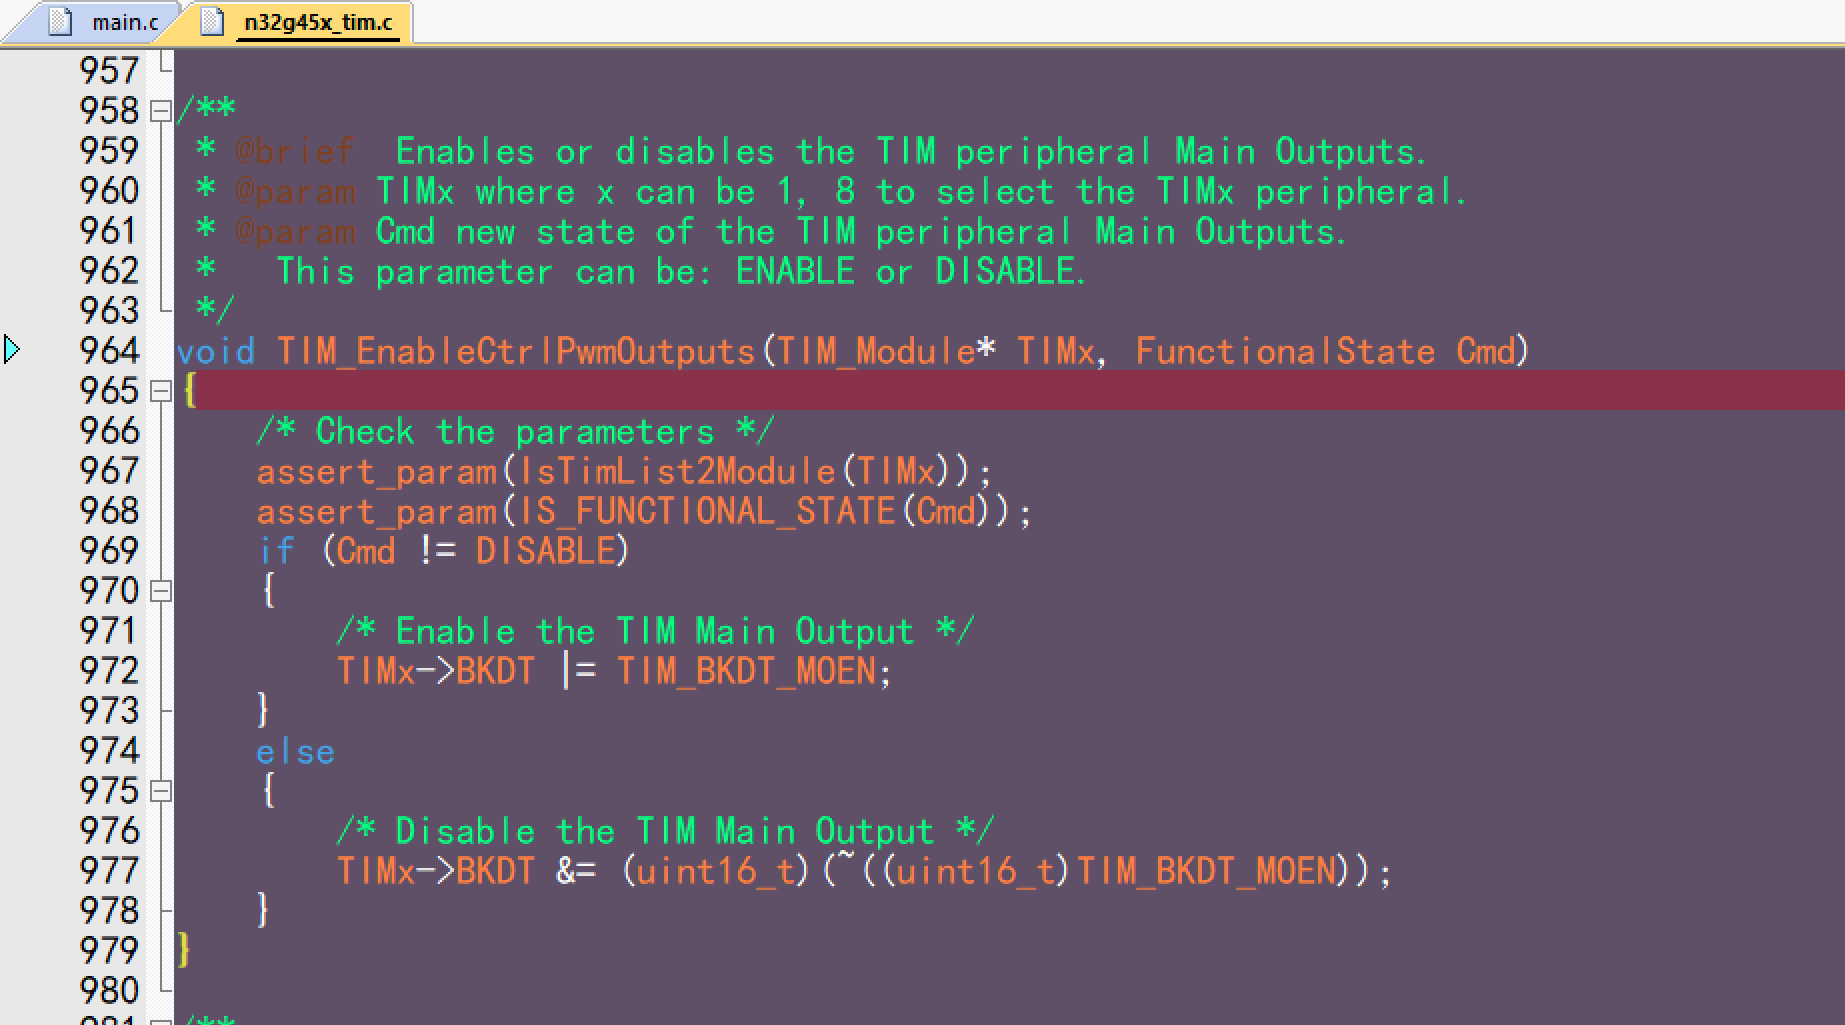 main.c
n32g45x_tim.c
957
958 /**
959  * @brief  Enables or disables the TIM peripheral Main Outputs.
960  * @param TIMx where x can be 1, 8 to select the TIMx peripheral.
961  * @param Cmd new state of the TIM peripheral Main Outputs.
962  *   This parameter can be: ENABLE or DISABLE.
963  */
964 void TIM_EnableCtrlPwmOutputs(TIM_Module* TIMx, FunctionalState Cmd)
965 {
966     /* Check the parameters */
967     assert_param(IsTimList2Module(TIMx));
968     assert_param(IS_FUNCTIONAL_STATE(Cmd));
969     if (Cmd != DISABLE)
970     {
971         /* Enable the TIM Main Output */
972         TIMx->BKDT |= TIM_BKDT_MOEN;
973     }
974     else
975     {
976         /* Disable the TIM Main Output */
977         TIMx->BKDT &= (uint16_t)(~((uint16_t)TIM_BKDT_MOEN));
978     }
979 }
980
981 /**